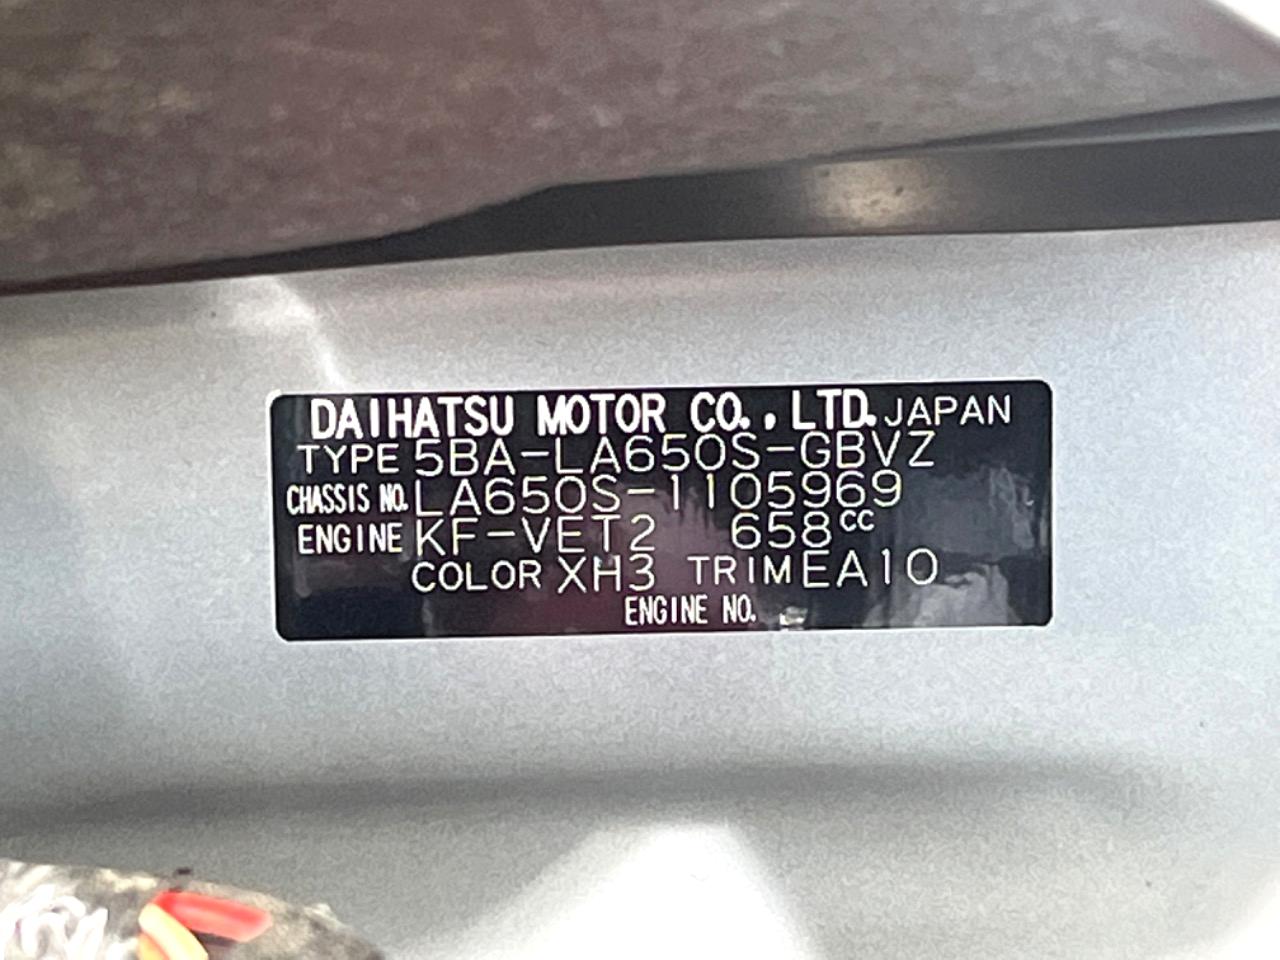 DAIHATSU MOTOR CO., LTD. JAPAN
TYPE 5BA-LA650S-GBVZ
CHASSIS NO. LA650S-1105969
ENGINE KF-VET2 658cc
COLOR XH3 TRIM EA10
ENGINE NO.